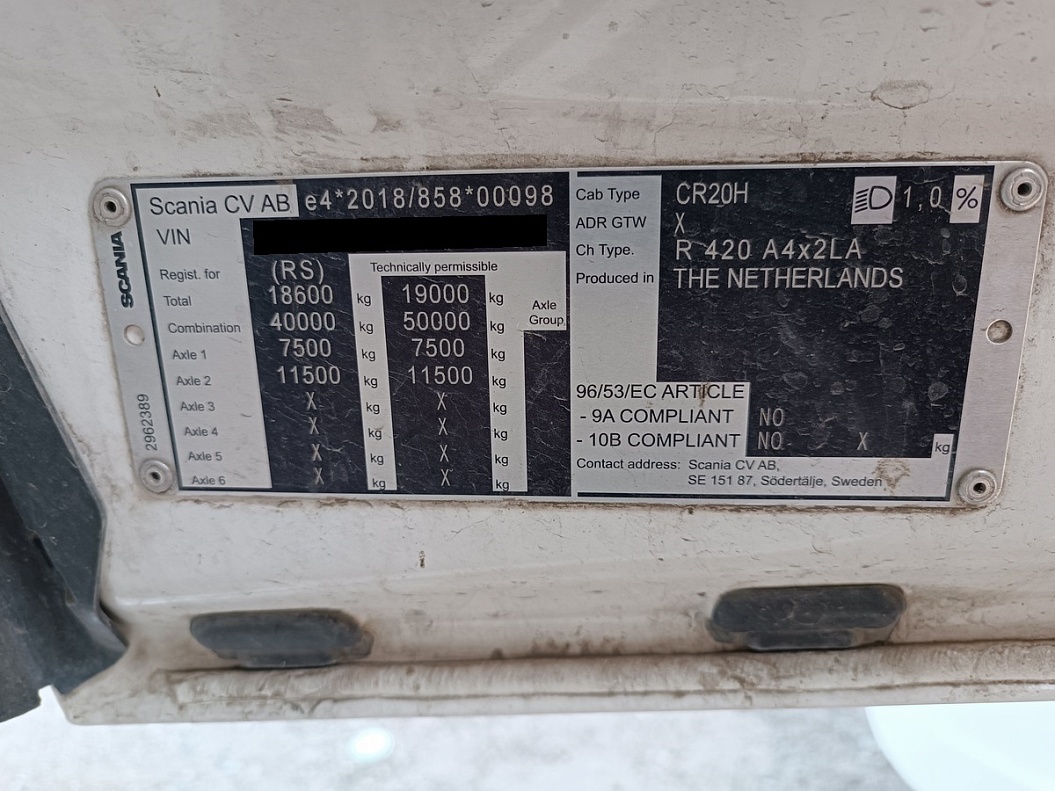 SCANIA
2962389
Scania CV AB e4*2018/858*00098
VIN
Regist. for (RS) Technically permissible
Total 18600 kg 19000 kg Axle
Combination 40000 kg 50000 kg Group
Axle 1 7500 kg 7500 kg
Axle 2 11500 kg 11500 kg
Axle 3 X kg X kg
Axle 4 X kg X kg
Axle 5 X kg X kg
Axle 6 X kg X kg
Cab Type CR20H 1,0 %
ADR GTW X
Ch Type. R 420 A4x2LA
Produced in THE NETHERLANDS
96/53/EC ARTICLE
- 9A COMPLIANT NO
- 10B COMPLIANT NO X kg
Contact address: Scania CV AB,
SE 151 87, Södertälje, Sweden